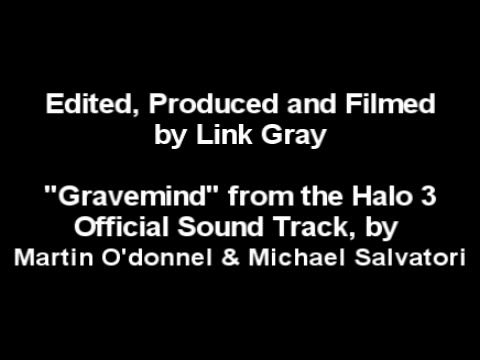 Edited, Produced and Filmed
by Link Gray
"Gravemind" from the Halo 3
Official Sound Track, by
Martin O'donnel & Michael Salvatori